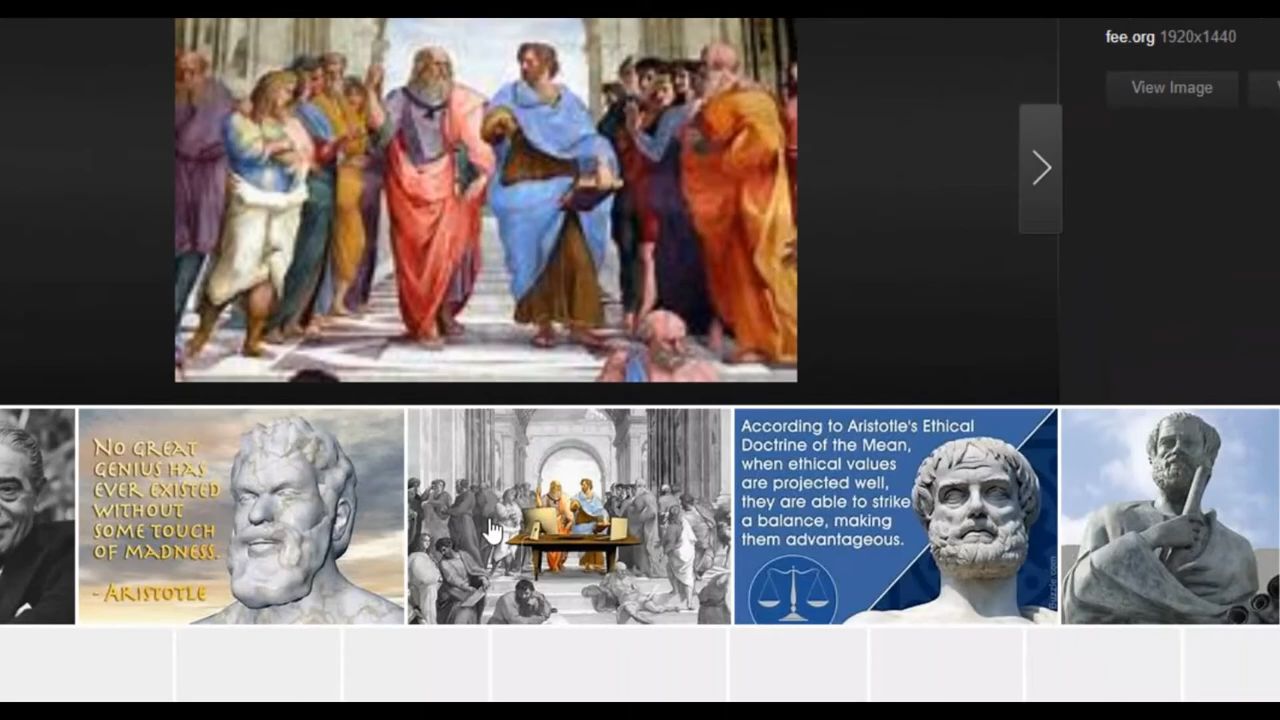 fee.org 1920x1440
View Image
NO GREAT
GENIUS HAS
EVER EXISTED
WITHOUT
SOME TOUCH
OF MADNESS.
- ARISTOTLE
According to Aristotle's Ethical
Doctrine of the Mean,
when ethical values
are projected well,
they are able to strike
a balance, making
them advantageous.
Buzzle.com